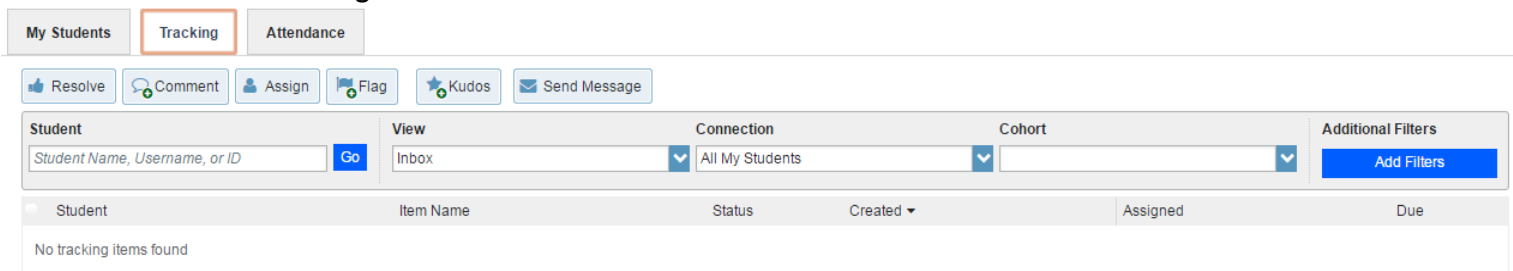 My Students Tracking Attendance
Resolve Comment Assign Flag Kudos Send Message
Student View Connection Cohort Additional Filters
Student Name, Username, or ID Go Inbox All My Students Add Filters
Student Item Name Status Created Assigned Due
No tracking items found